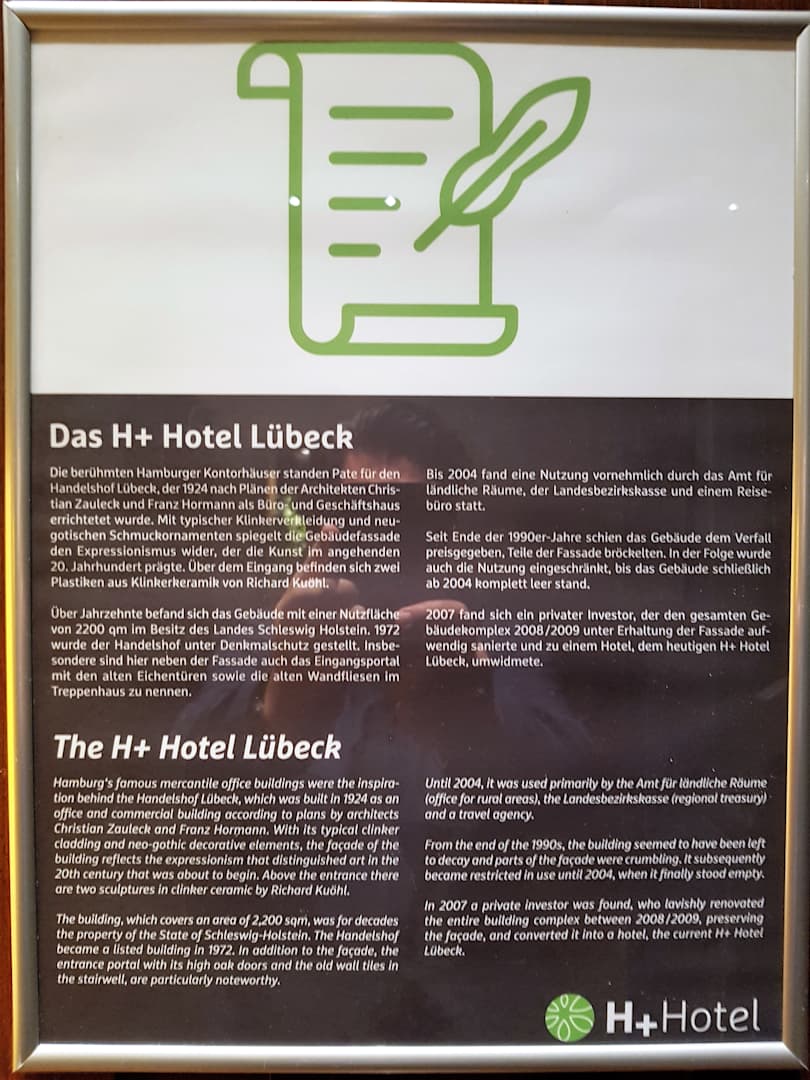 Das H+ Hotel Lübeck
Die berühmten Hamburger Kontorhäuser standen Pate für den
Handelshof Lübeck, der 1924 nach Plänen der Architekten Chris-
tian Zauleck und Franz Hormann als Büro- und Geschäftshaus
errichtetet wurde. Mit typischer Klinkerverkleidung und neu-
gotischen Schmuckornamenten spiegelt die Gebäudefassade
den Expressionismus wider, der die Kunst im angehenden
20. Jahrhundert prägte. Über dem Eingang befinden sich zwei
Plastiken aus Klinkerkeramik von Richard Kuöhl.
Über Jahrzehnte befand sich das Gebäude mit einer Nutzfläche
von 2200 qm im Besitz des Landes Schleswig Holstein. 1972
wurde der Handelshof unter Denkmalschutz gestellt. Insbe-
sondere sind hier neben der Fassade auch das Eingangsportal
mit den alten Eichentüren sowie die alten Wandfliesen im
Treppenhaus zu nennen.
Bis 2004 fand eine Nutzung vornehmlich durch das Amt für
ländliche Räume, der Landesbezirkskasse und einem Reise-
büro statt.
Seit Ende der 1990er-Jahre schien das Gebäude dem Verfall
preisgegeben, Teile der Fassade bröckelten. In der Folge wurde
auch die Nutzung eingeschränkt, bis das Gebäude schließlich
ab 2004 komplett leer stand.
2007 fand sich ein privater Investor, der den gesamten Ge-
bäudekomplex 2008/2009 unter Erhaltung der Fassade auf-
wendig sanierte und zu einem Hotel, dem heutigen H+ Hotel
Lübeck, umwidmete.
The H+ Hotel Lübeck
Hamburg's famous mercantile office buildings were the inspira-
tion behind the Handelshof Lübeck, which was built in 1924 as an
office and commercial building according to plans by architects
Christian Zauleck and Franz Hormann. With its typical clinker
cladding and neo-gothic decorative elements, the façade of the
building reflects the expressionism that distinguished art in the
20th century that was about to begin. Above the entrance there
are two sculptures in clinker ceramic by Richard Kuöhl.
The building, which covers an area of 2,200 sqm, was for decades
the property of the State of Schleswig-Holstein. The Handelshof
became a listed building in 1972. In addition to the façade, the
entrance portal with its high oak doors and the old wall tiles in
the stairwell, are particularly noteworthy.
Until 2004, it was used primarily by the Amt für ländliche Räume
(office for rural areas), the Landesbezirkskasse (regional treasury)
and a travel agency.
From the end of the 1990s, the building seemed to have been left
to decay and parts of the façade were crumbling. It subsequently
became restricted in use until 2004, when it finally stood empty.
In 2007 a private investor was found, who lavishly renovated
the entire building complex between 2008/2009, preserving
the façade, and converted it into a hotel, the current H+ Hotel
Lübeck.
H+Hotel